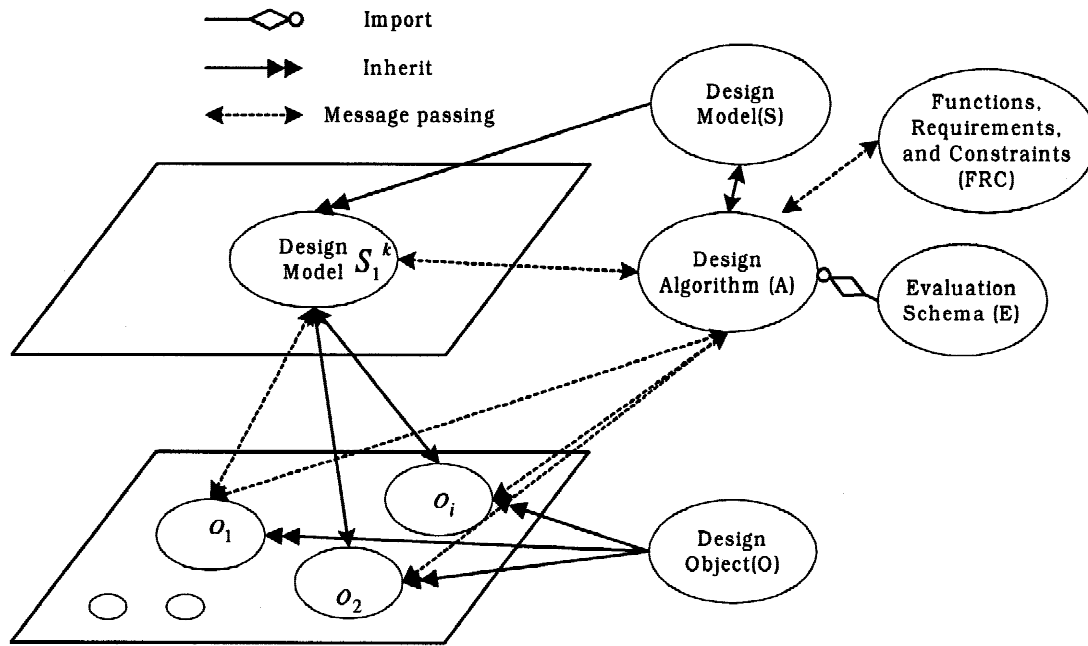 Import
Inherit
Message passing
Design
Model(S)
Functions,
Requirements,
and Constraints
(FRC)
Design
Model S₁ᵏ
Design
Algorithm (A)
Evaluation
Schema (E)
o₁
oᵢ
o₂
Design
Object(O)